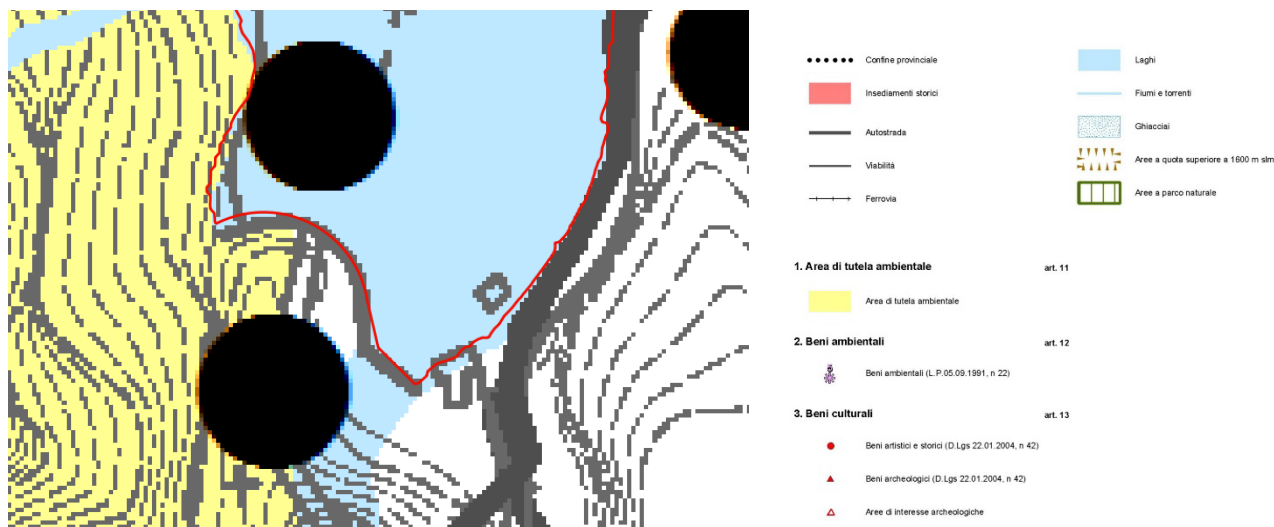 Confine provinciale
Insediamenti storici
Autostrada
Viabilità
Ferrovia
Laghi
Fiumi e torrenti
Ghiacciai
Aree a quota superiore a 1600 m slm
Aree a parco naturale
1. Area di tutela ambientale art. 11
Area di tutela ambientale
2. Beni ambientali art. 12
Beni ambientali (L.P.05.09.1991, n 22)
3. Beni culturali art. 13
Beni artistici e storici (D.Lgs 22.01.2004, n 42)
Beni archeologici (D.Lgs 22.01.2004, n 42)
Aree di interesse archeologiche